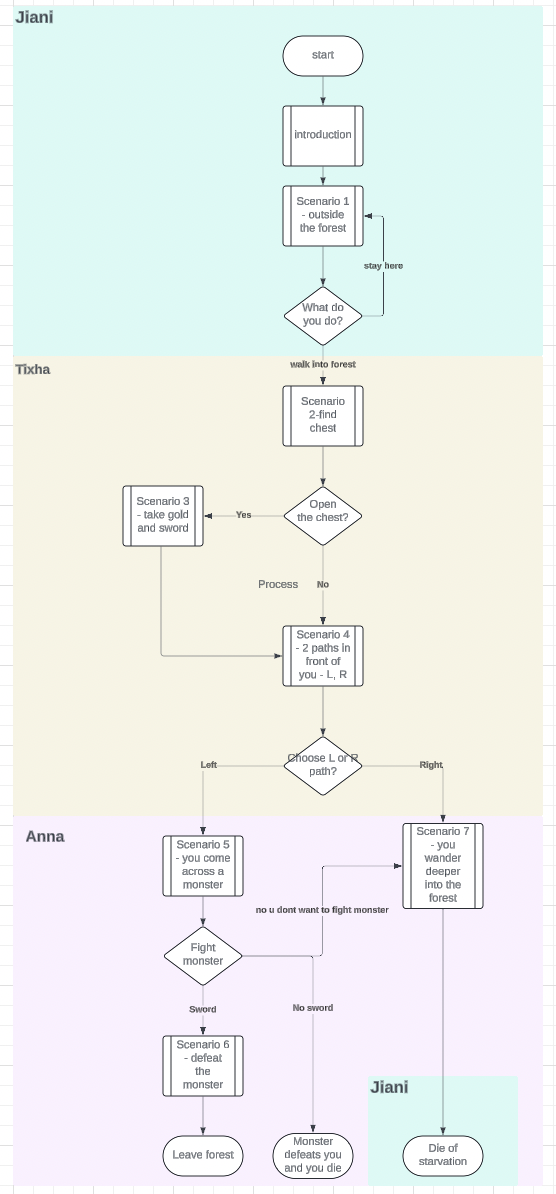 Jiani
start
introduction
Scenario 1
- outside
the forest
stay here
What do
you do?
walk into forest
Tixha
Scenario
2-find
chest
Open
the chest?
Yes
Scenario 3
- take gold
and sword
Process
No
Scenario 4
- 2 paths in
front of
you - L, R
Choose L or R
path?
Left
Right
Anna
Scenario 5
- you come
across a
monster
Scenario 7
- you
wander
deeper
into the
forest
no u dont want to fight monster
Fight
monster
Sword
No sword
Scenario 6
- defeat
the
monster
Jiani
Leave forest
Monster
defeats you
and you die
Die of
starvation